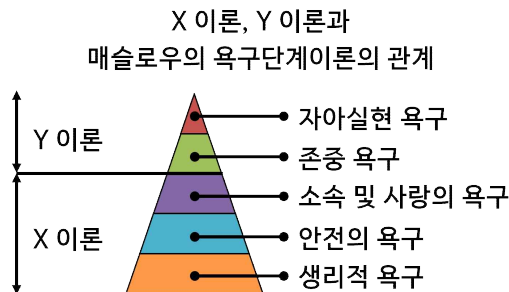 X 이론, Y 이론과
매슬로우의 욕구단계이론의 관계
자아실현 욕구
Y 이론
존중 욕구
소속 및 사랑의 욕구
X 이론
안전의 욕구
생리적 욕구